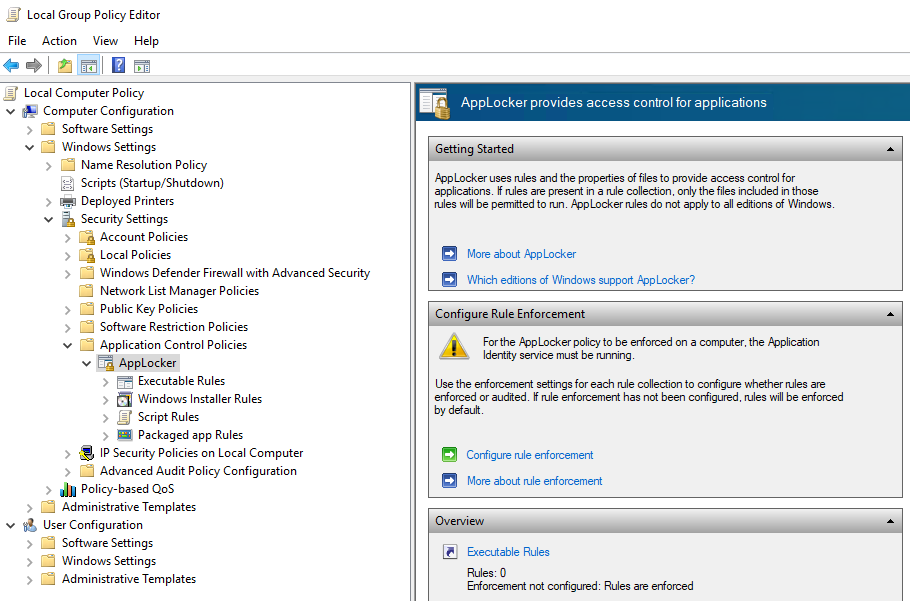 Local Group Policy Editor
File Action View Help
Local Computer Policy
Computer Configuration
Software Settings
Windows Settings
Name Resolution Policy
Scripts (Startup/Shutdown)
Deployed Printers
Security Settings
Account Policies
Local Policies
Windows Defender Firewall with Advanced Security
Network List Manager Policies
Public Key Policies
Software Restriction Policies
Application Control Policies
AppLocker
Executable Rules
Windows Installer Rules
Script Rules
Packaged app Rules
IP Security Policies on Local Computer
Advanced Audit Policy Configuration
Policy-based QoS
Administrative Templates
User Configuration
Software Settings
Windows Settings
Administrative Templates
AppLocker provides access control for applications
Getting Started
AppLocker uses rules and the properties of files to provide access control for
applications. If rules are present in a rule collection, only the files included in those
rules will be permitted to run. AppLocker rules do not apply to all editions of Windows.
More about AppLocker
Which editions of Windows support AppLocker?
Configure Rule Enforcement
For the AppLocker policy to be enforced on a computer, the Application
Identity service must be running.
Use the enforcement settings for each rule collection to configure whether rules are
enforced or audited. If rule enforcement has not been configured, rules will be enforced
by default.
Configure rule enforcement
More about rule enforcement
Overview
Executable Rules
Rules: 0
Enforcement not configured: Rules are enforced